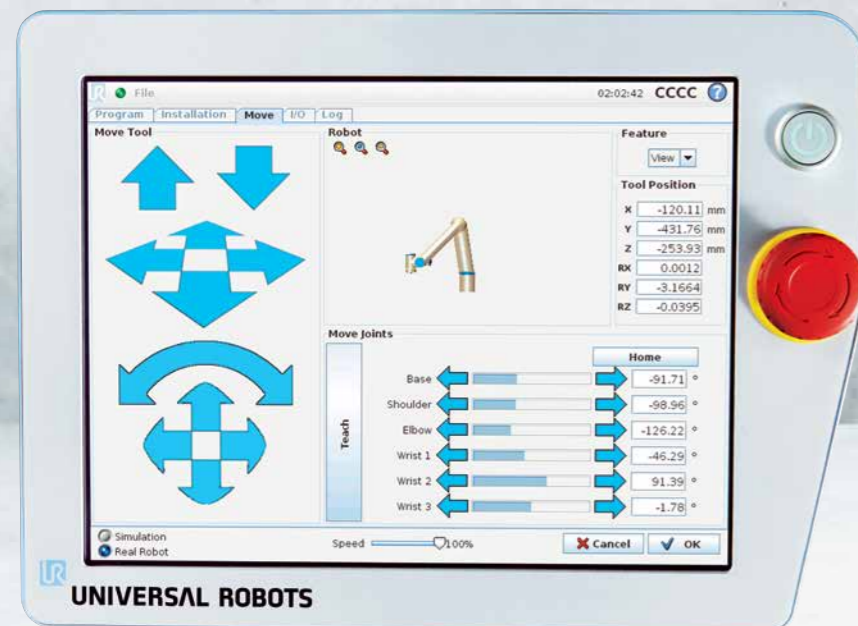 File
02:02:42 CCCC ?
Program Installation Move I/O Log
Move Tool
Robot
Feature
View
Tool Position
X -120.11 mm
Y -431.76 mm
Z -253.93 mm
RX 0.0012
RY -3.1664
RZ -0.0395
Move Joints
Teach
Home
Base -91.71 °
Shoulder -98.96 °
Elbow -126.22 °
Wrist 1 -46.29 °
Wrist 2 91.39 °
Wrist 3 -1.78 °
Simulation
Real Robot
Speed 100%
Cancel OK
UR
UNIVERSAL ROBOTS